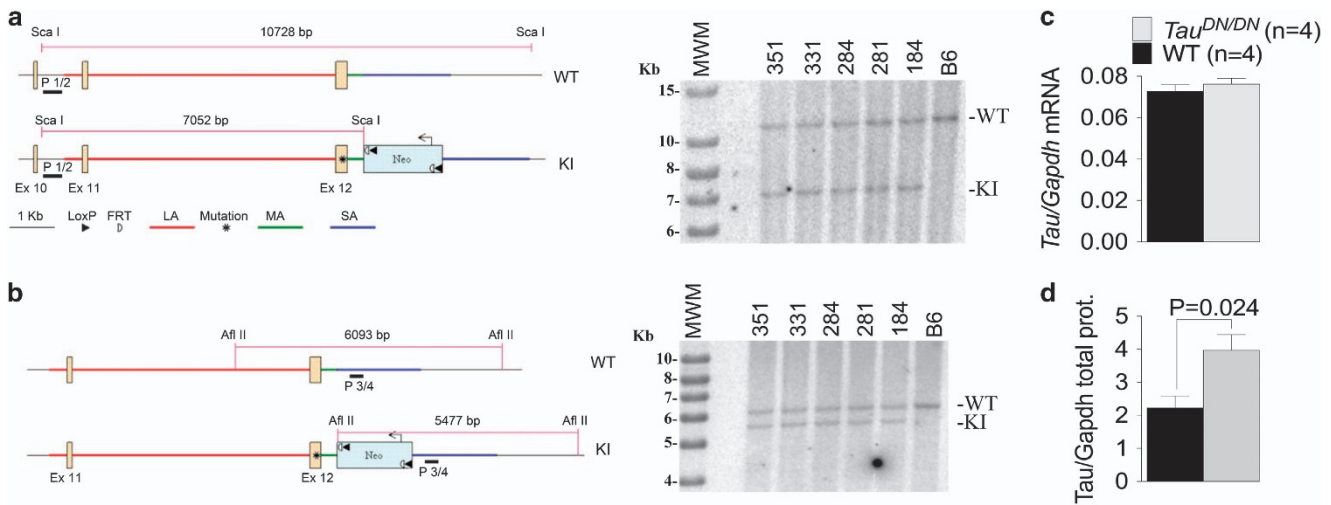 a
Sca I 10728 bp Sca I
P 1/2
WT
Sca I 7052 bp Sca I
Neo
P 1/2
KI
Ex 10 Ex 11 Ex 12
1 Kb LoxP FRT LA Mutation MA SA
Kb MWM 351 331 284 281 184 B6
15-
-WT
10-
8-
-KI
7-
6-
b
Afl II 6093 bp Afl II
WT
P 3/4
Afl II 5477 bp Afl II
KI
Neo
P 3/4
Ex 11 Ex 12
Kb MWM 351 331 284 281 184 B6
10-
8-
7-
-WT
6-
-KI
5-
4-
c
Tau DN/DN (n=4)
WT (n=4)
Tau/Gapdh mRNA
0.08
0.06
0.04
0.02
0.00
d
P=0.024
Tau/Gapdh total prot.
5
4
3
2
1
0